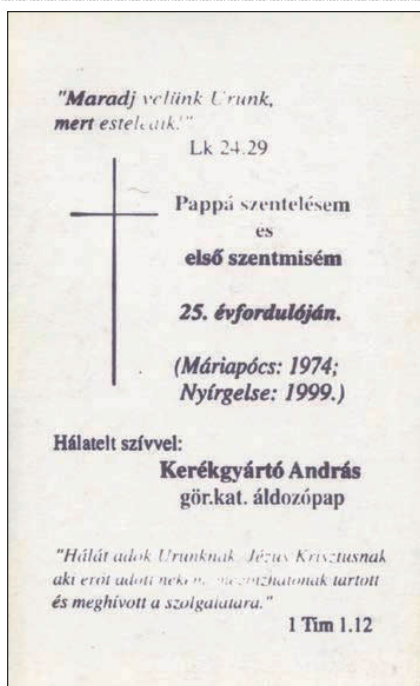 "Maradj velünk Urunk,
mert esteledik!"
Lk 24.29
Pappá szentelésem
és
első szentmisém
25. évfordulóján.
(Máriapócs: 1974;
Nyírgelse: 1999.)
Hálatelt szívvel:
Kerékgyártó András
gör.kat. áldozópap
"Hálát adok Urunknak Jézus Krisztusnak
aki erőt adott nekem, megbízhatónak tartott
és meghívott a szolgálatára."
1 Tim 1.12